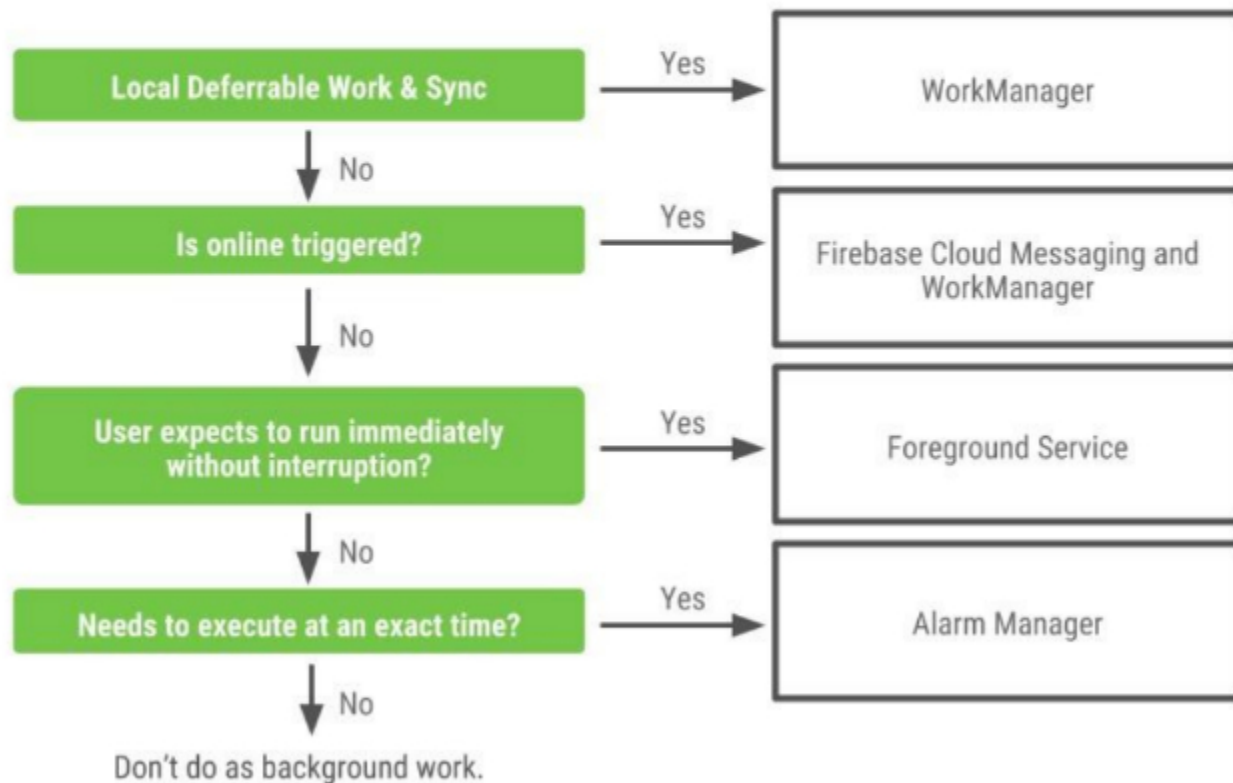 Local Deferrable Work & Sync
Yes
WorkManager
No
Is online triggered?
Yes
Firebase Cloud Messaging and
WorkManager
No
User expects to run immediately
without interruption?
Yes
Foreground Service
No
Needs to execute at an exact time?
Yes
Alarm Manager
No
Don't do as background work.